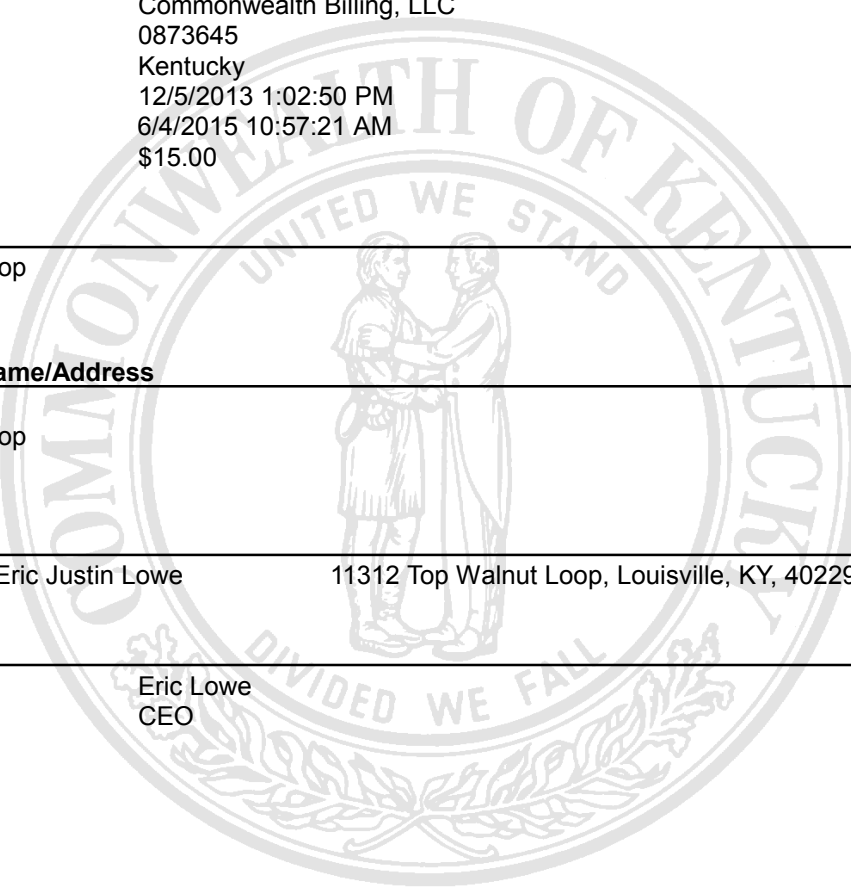 Commonwealth Billing, LLC
0873645
Kentucky
12/5/2013 1:02:50 PM
6/4/2015 10:57:21 AM
$15.00
COMMONWEALTH OF KENTUCKY
UNITED WE STAND
op
ame/Address
op
Eric Justin Lowe 11312 Top Walnut Loop, Louisville, KY, 40229
DIVIDED WE FALL
Eric Lowe
CEO